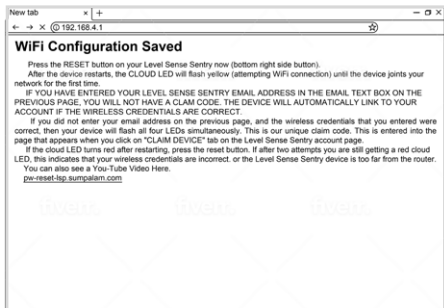 New tab × +
← → × 192.168.4.1
WiFi Configuration Saved
Press the RESET button on your Level Sense Sentry now (bottom right side button).
After the device restarts, the CLOUD LED will flash yellow (attempting WiFi connection) until the device joins your
network for the first time.
IF YOU HAVE ENTERED YOUR LEVEL SENSE SENTRY EMAIL ADDRESS IN THE EMAIL TEXT BOX ON THE
PREVIOUS PAGE, YOU WILL NOT HAVE A CLAM CODE. THE DEVICE WILL AUTOMATICALLY LINK TO YOUR
ACCOUNT IF THE WIRELESS CREDENTIALS ARE CORRECT.
If you did not enter your email address on the previous page, and the wireless credentials that you entered were
correct, then your device will flash all four LEDs simultaneously. This is our unique claim code. This is entered into the
page that appears when you click on "CLAIM DEVICE" tab on the Level Sense Sentry account page.
If the cloud LED turns red after restarting, press the reset button. If after two attempts you are still getting a red cloud
LED, this indicates that your wireless credentials are incorrect. or the Level Sense Sentry device is too far from the router.
You can also see a You-Tube Video Here.
pw-reset-lsp.sumpalam.com
fiverr.
fiverr.